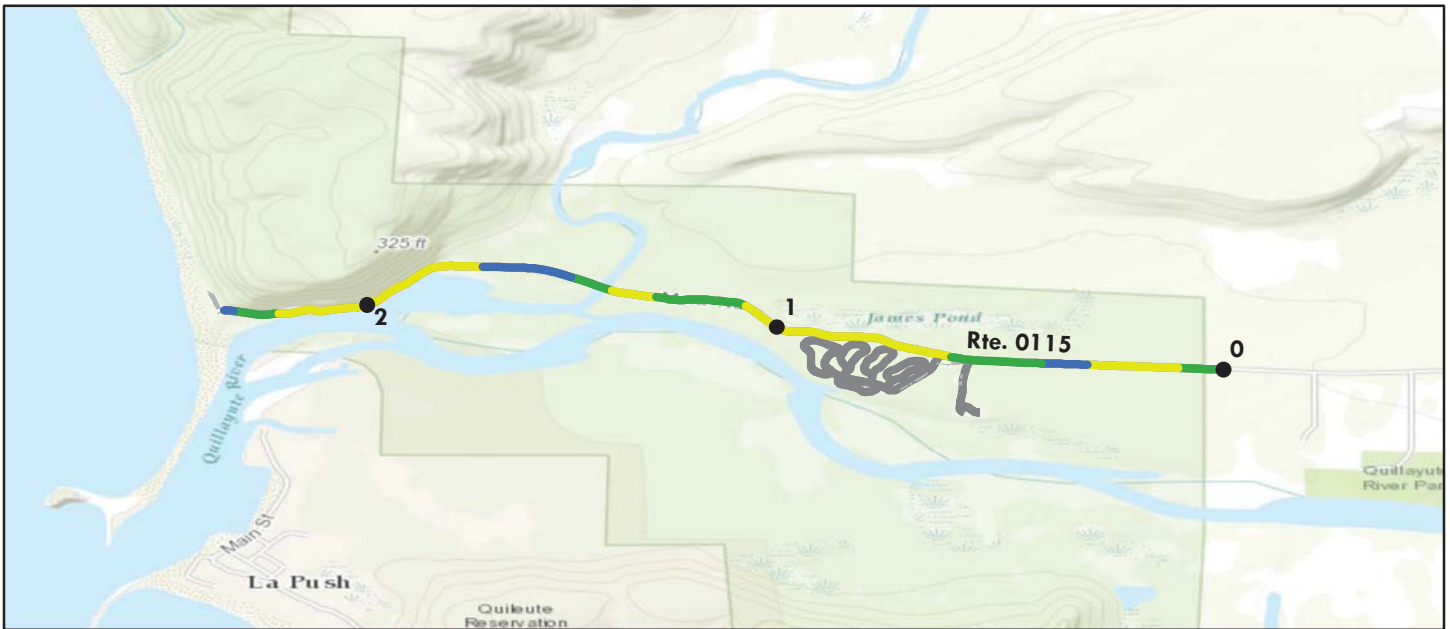 325 ft
2
1
James Pond
Rte. 0115
0
Quillayute River
Quillayut
River Par
Main St
La Push
Quileute
Reservation